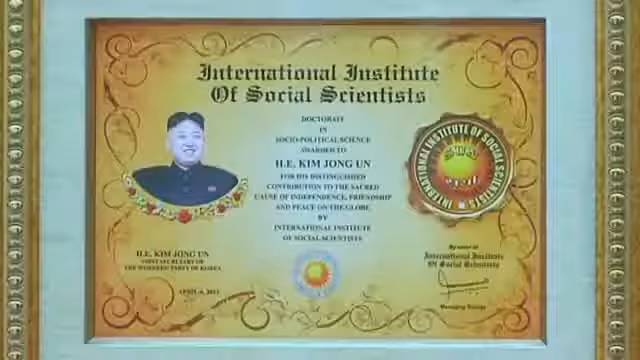 International Institute
Of Social Scientists
DOCTORATE
IN
SOCIO-POLITICAL SCIENCE
AWARDED TO
H.E. KIM JONG UN
FOR HIS DISTINGUISHED
CONTRIBUTION TO THE SACRED
CAUSE OF INDEPENDENCE, FRIENDSHIP
AND PEACE ON THE GLOBE
BY
INTERNATIONAL INSTITUTE
OF SOCIAL SCIENTISTS
INTERNATIONAL INSTITUTE OF SOCIAL SCIENTISTS
H.E. KIM JONG UN
FIRST SECRETARY OF
THE WORKERS' PARTY OF KOREA
APRIL
International Institute
Of Social Scientists